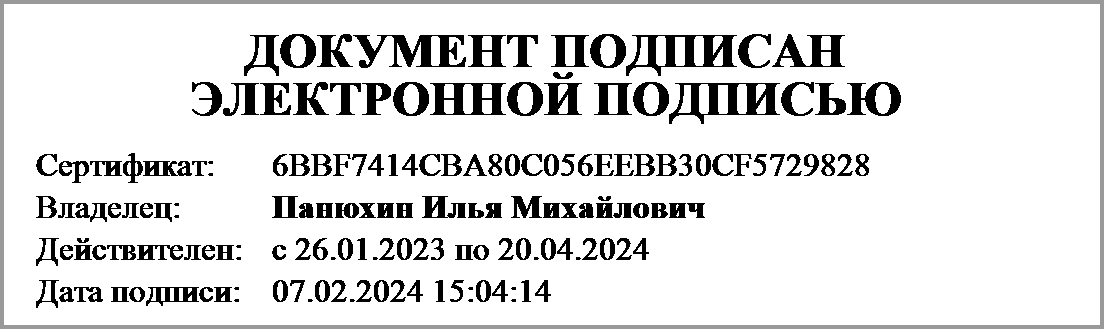 ДОКУМЕНТ ПОДПИСАН
ЭЛЕКТРОННОЙ ПОДПИСЬЮ
Сертификат: 6BBF7414CBA80C056EEBB30CF5729828
Владелец: Панюхин Илья Михайлович
Действителен: с 26.01.2023 по 20.04.2024
Дата подписи: 07.02.2024 15:04:14